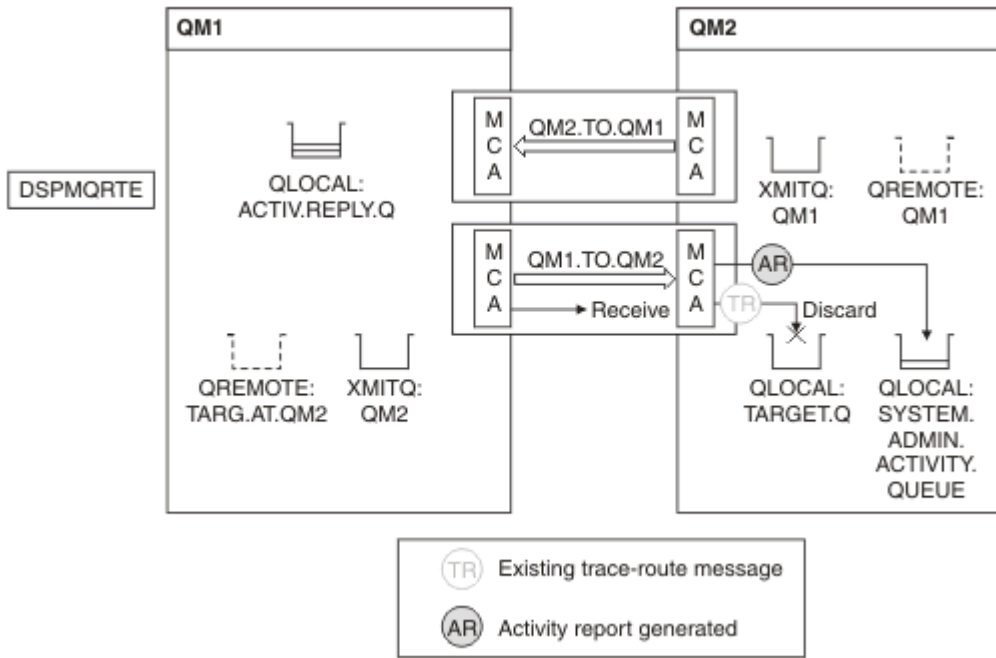 QM1
QM2
DSPMQRTE
QLOCAL:
ACTIV.REPLY.Q
M
C
A
QM2.TO.QM1
M
C
A
XMITQ:
QM1
QREMOTE:
QM1
M
C
A
QM1.TO.QM2
Receive
M
C
A
AR
TR
Discard
QREMOTE:
TARG.AT.QM2
XMITQ:
QM2
QLOCAL:
TARGET.Q
QLOCAL:
SYSTEM.
ADMIN.
ACTIVITY.
QUEUE
TR Existing trace-route message
AR Activity report generated